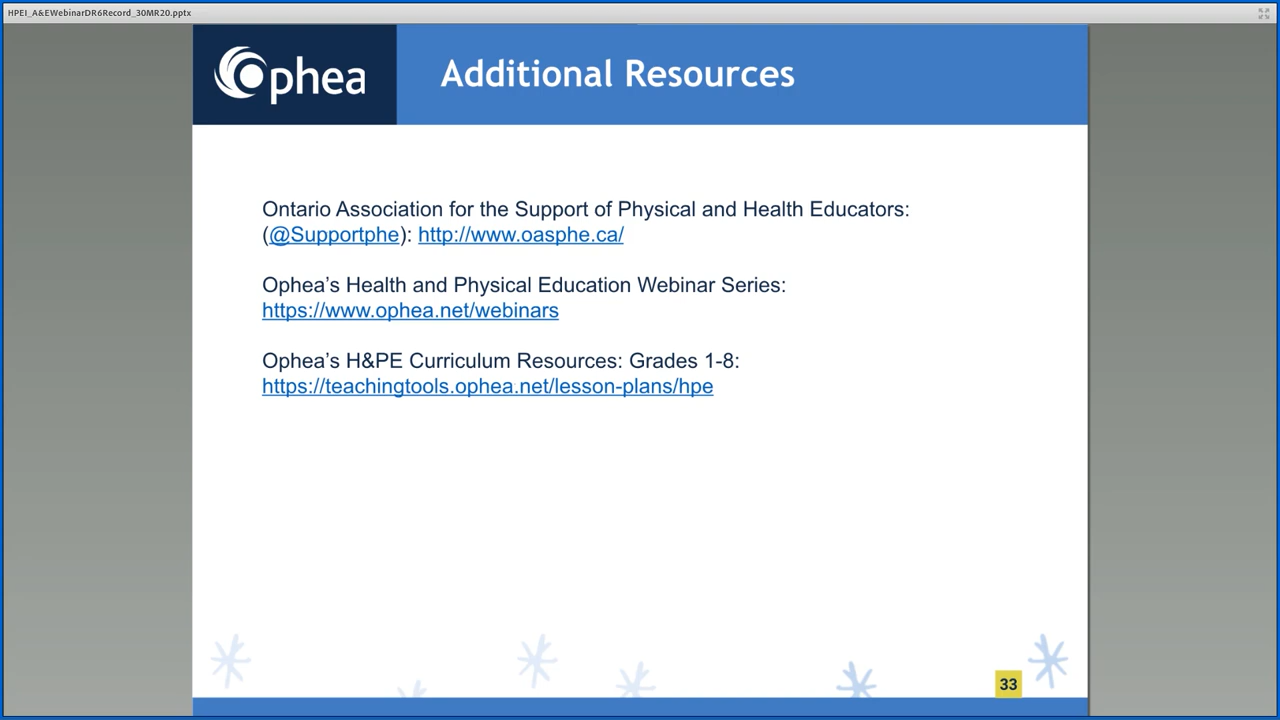 HPEI_A&EWebinarDR6Record_30MR20.pptx
Ophea
Additional Resources
Ontario Association for the Support of Physical and Health Educators:
(@Supportphe): http://www.oasphe.ca/
Ophea’s Health and Physical Education Webinar Series:
https://www.ophea.net/webinars
Ophea’s H&PE Curriculum Resources: Grades 1-8:
https://teachingtools.ophea.net/lesson-plans/hpe
33